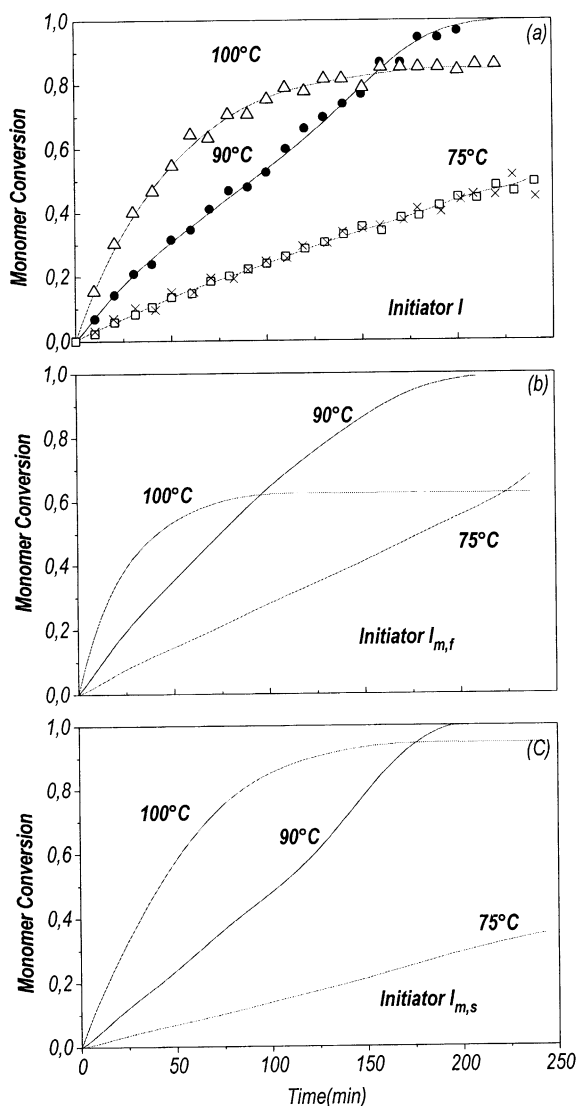 1,0
(a)
100°C
0,8
0,6
90°C
75°C
0,4
0,2
Initiator I
0,0
Monomer Conversion
1,0
(b)
90°C
0,8
100°C
0,6
75°C
0,4
0,2
Initiator I m,f
0,0
Monomer Conversion
1,0
(C)
0,8
100°C
90°C
0,6
0,4
75°C
0,2
Initiator I m,s
0,0
Monomer Conversion
0 50 100 150 200 250
Time(min)